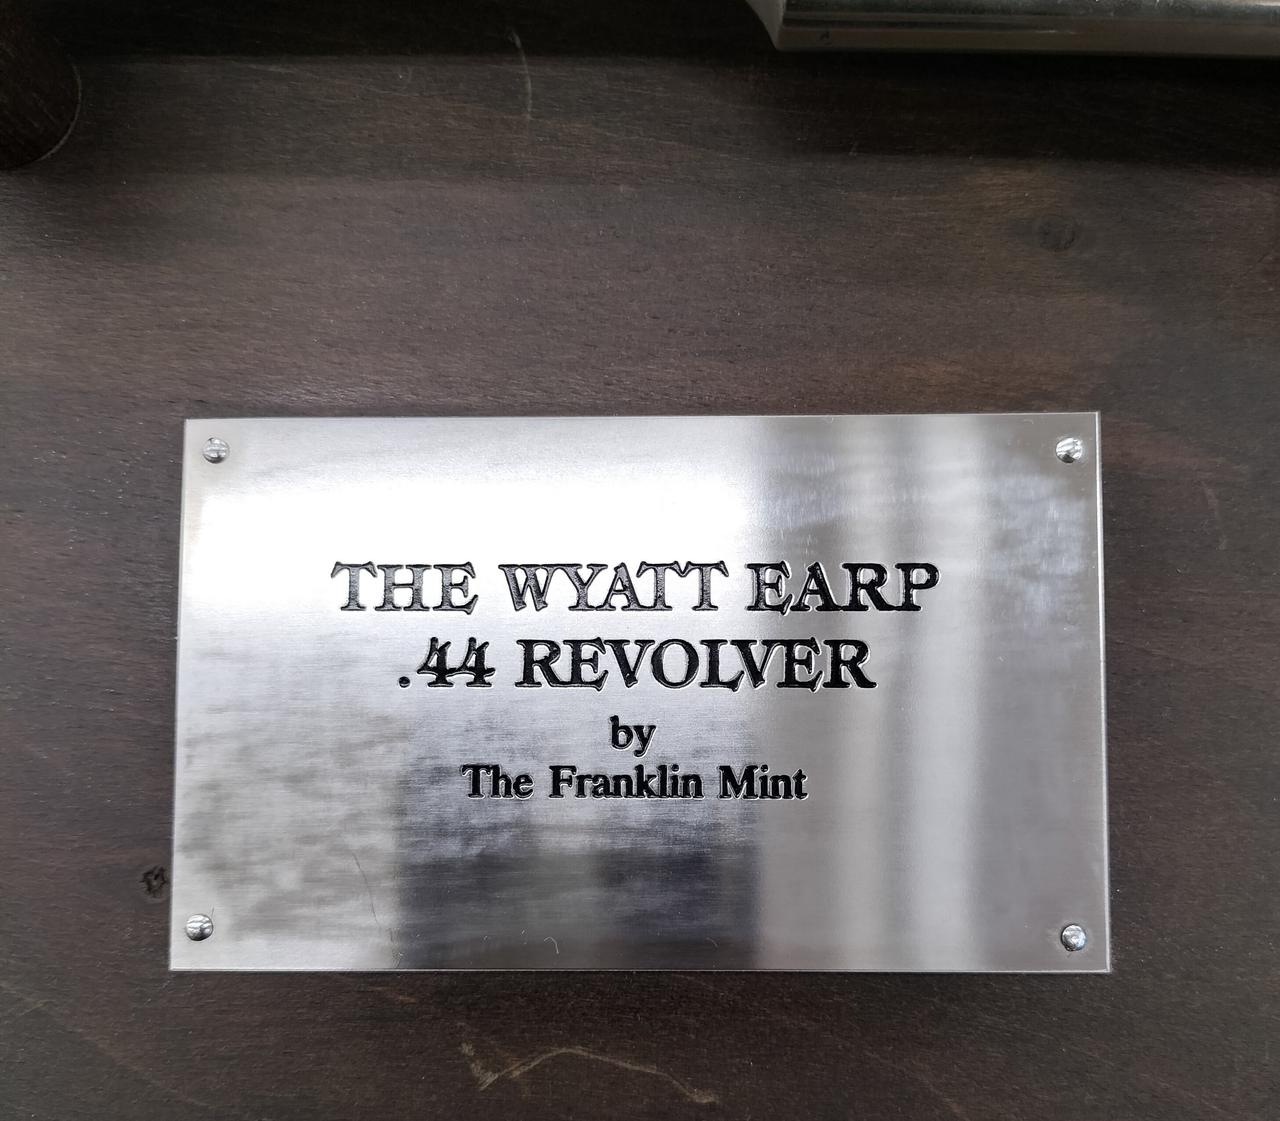 THE WYATT EARP
.44 REVOLVER
by
The Franklin Mint